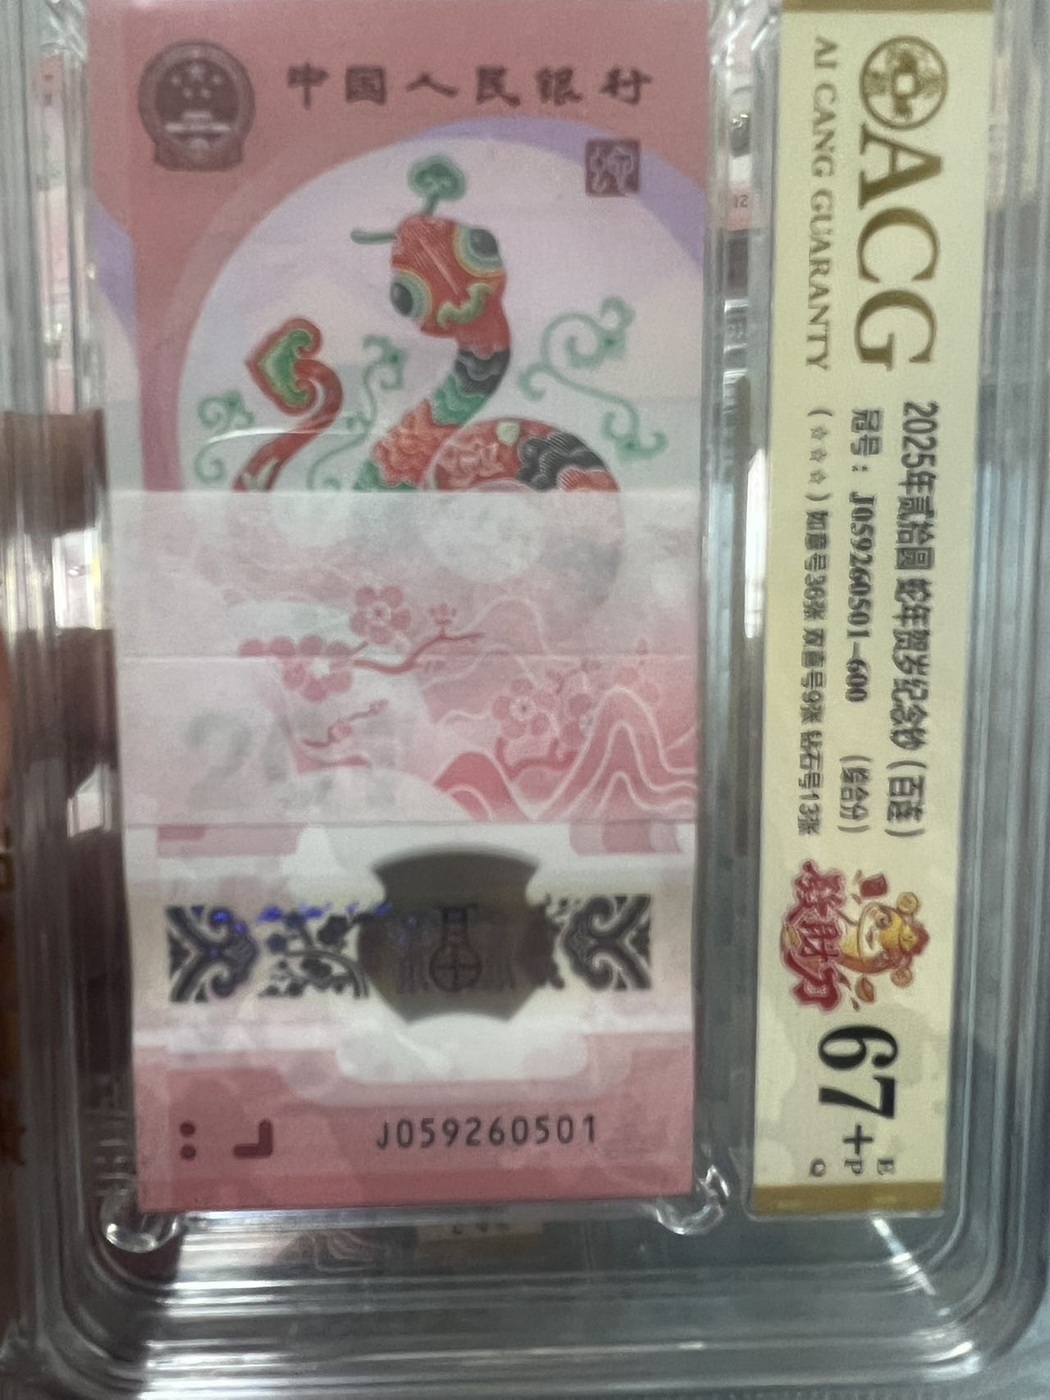 中国人民银行
J059260501
ACG
AI CANG GUARANTY
2025年贰拾圆 蛇年贺岁纪念钞（百连）
冠号：J059260501-600 （综合分）
（☆☆☆）如意号36张 双喜号9张 钻石号13张
67+
E
P
Q